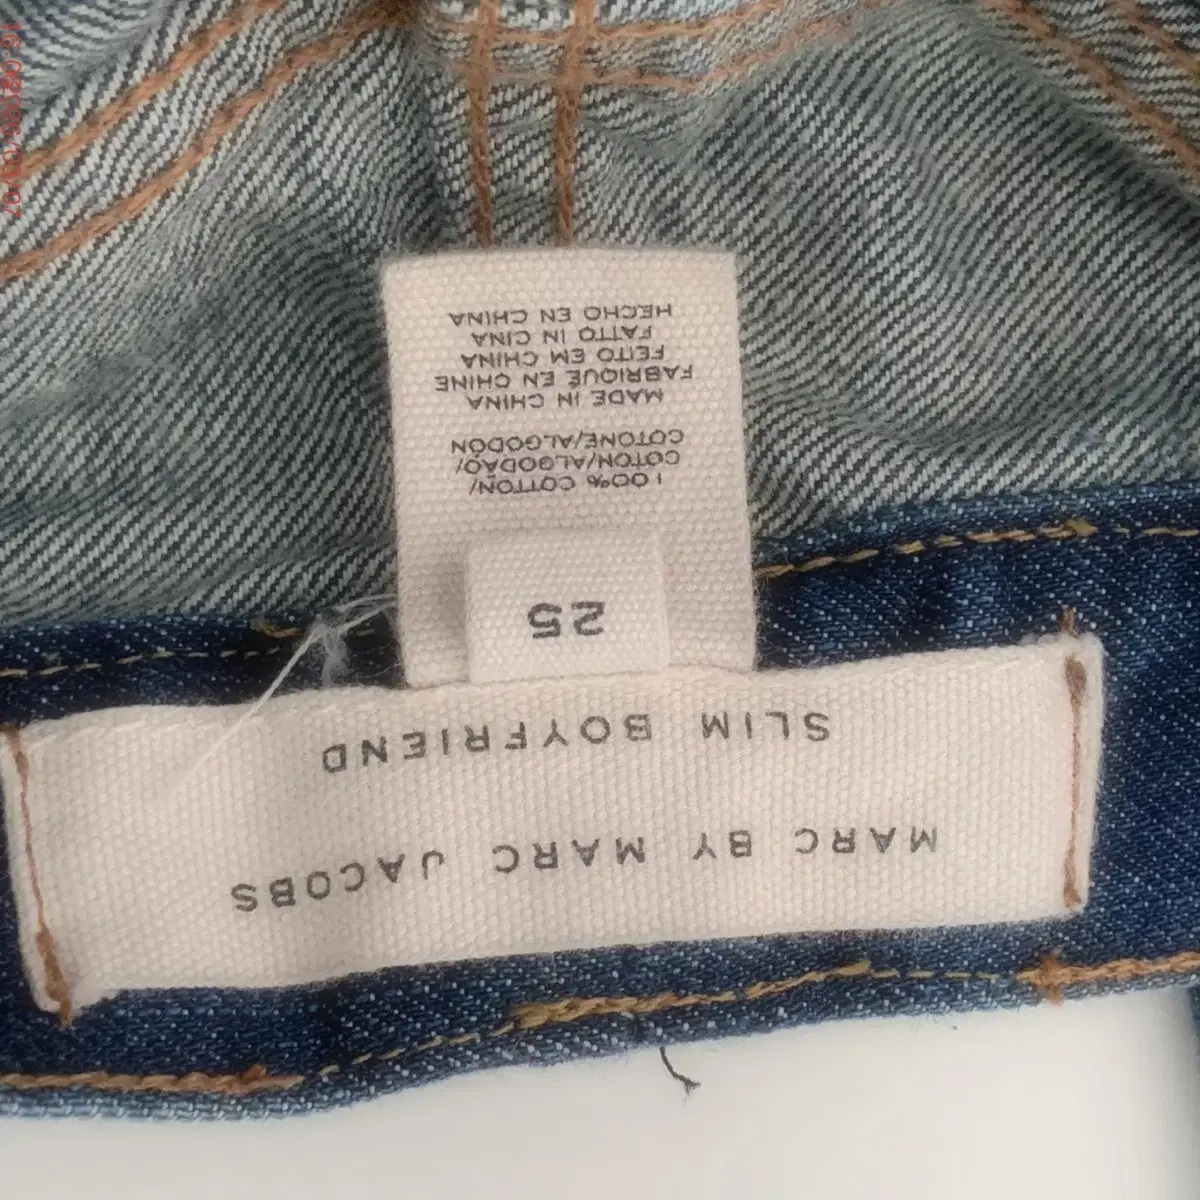 MARC BY MARC JACOBS
SLIM BOYFRIEND
25
100% COTTON/
COTON/ALGODÃO/
COTONE/ALGODÓN
MADE IN CHINA
FABRIQUÉ EN CHINE
FEITO EM CHINA
FATTO IN CINA
HECHO EN CHINA